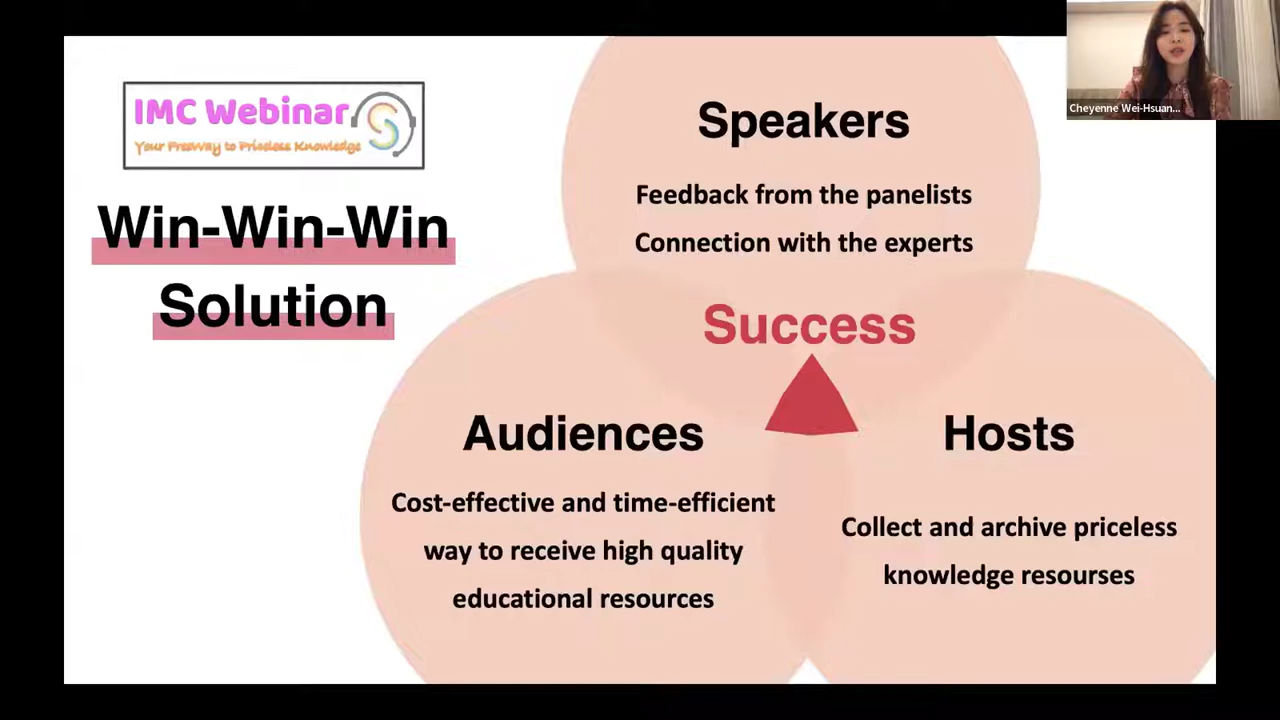 IMC Webinar
Your Freeway to Priceless Knowledge
Win-Win-Win
Solution
Speakers
Feedback from the panelists
Connection with the experts
Success
Audiences
Cost-effective and time-efficient
way to receive high quality
educational resources
Hosts
Collect and archive priceless
knowledge resourses
Cheyenne Wei-Hsuan...